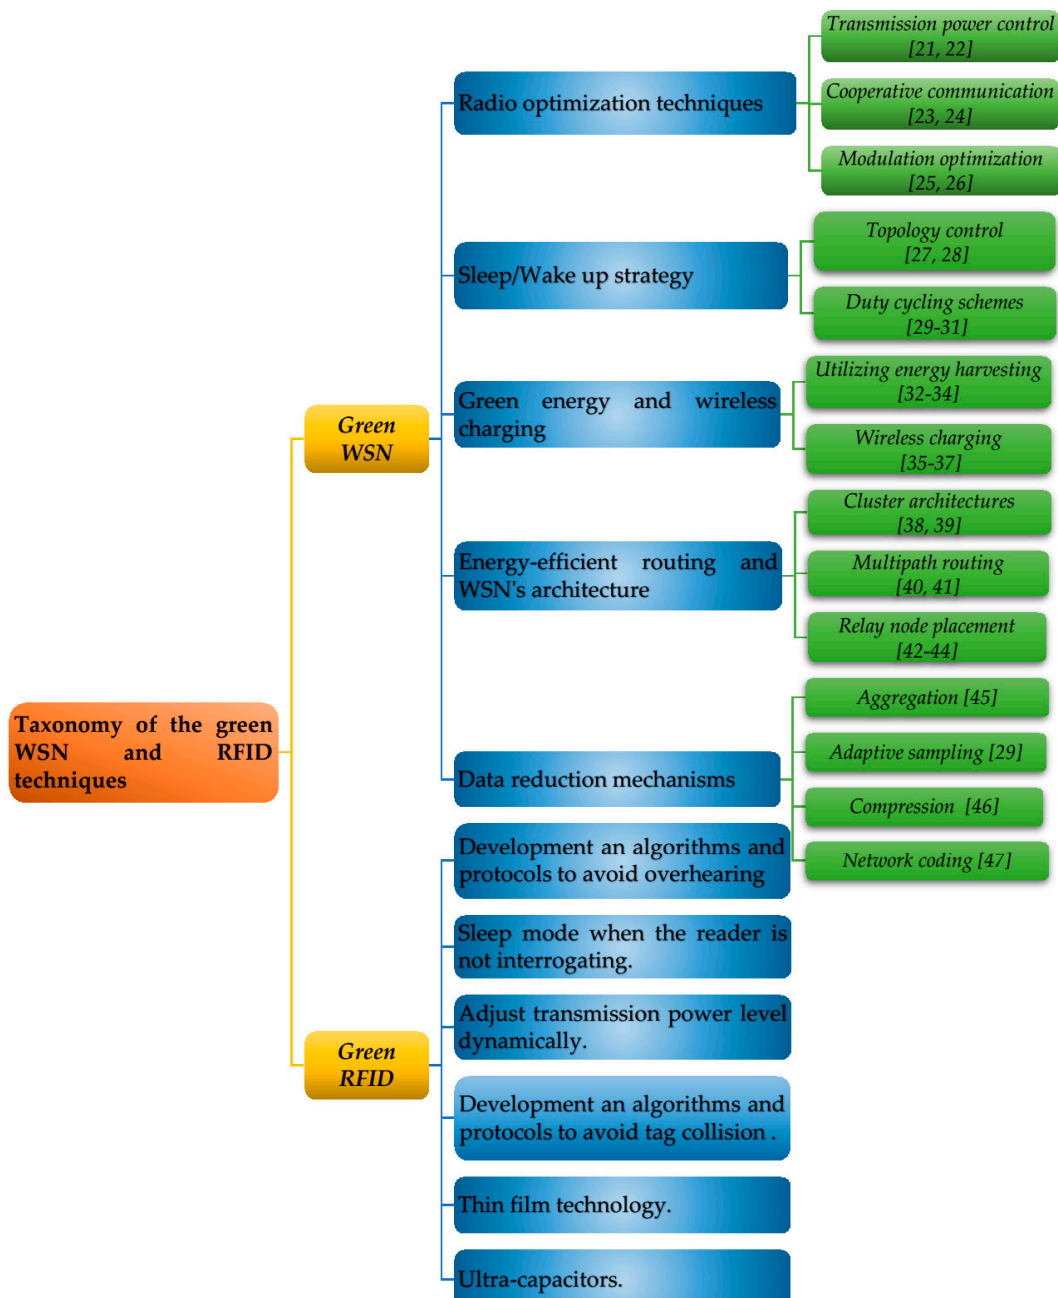 Taxonomy of the green
WSN and RFID
techniques
Green
WSN
Radio optimization techniques
Transmission power control
[21, 22]
Cooperative communication
[23, 24]
Modulation optimization
[25, 26]
Sleep/Wake up strategy
Topology control
[27, 28]
Duty cycling schemes
[29-31]
Green energy and wireless
charging
Utilizing energy harvesting
[32-34]
Wireless charging
[35-37]
Energy-efficient routing and
WSN's architecture
Cluster architectures
[38, 39]
Multipath routing
[40, 41]
Relay node placement
[42-44]
Data reduction mechanisms
Aggregation [45]
Adaptive sampling [29]
Compression [46]
Network coding [47]
Green
RFID
Development an algorithms and
protocols to avoid overhearing
Sleep mode when the reader is
not interrogating.
Adjust transmission power level
dynamically.
Development an algorithms and
protocols to avoid tag collision .
Thin film technology.
Ultra-capacitors.